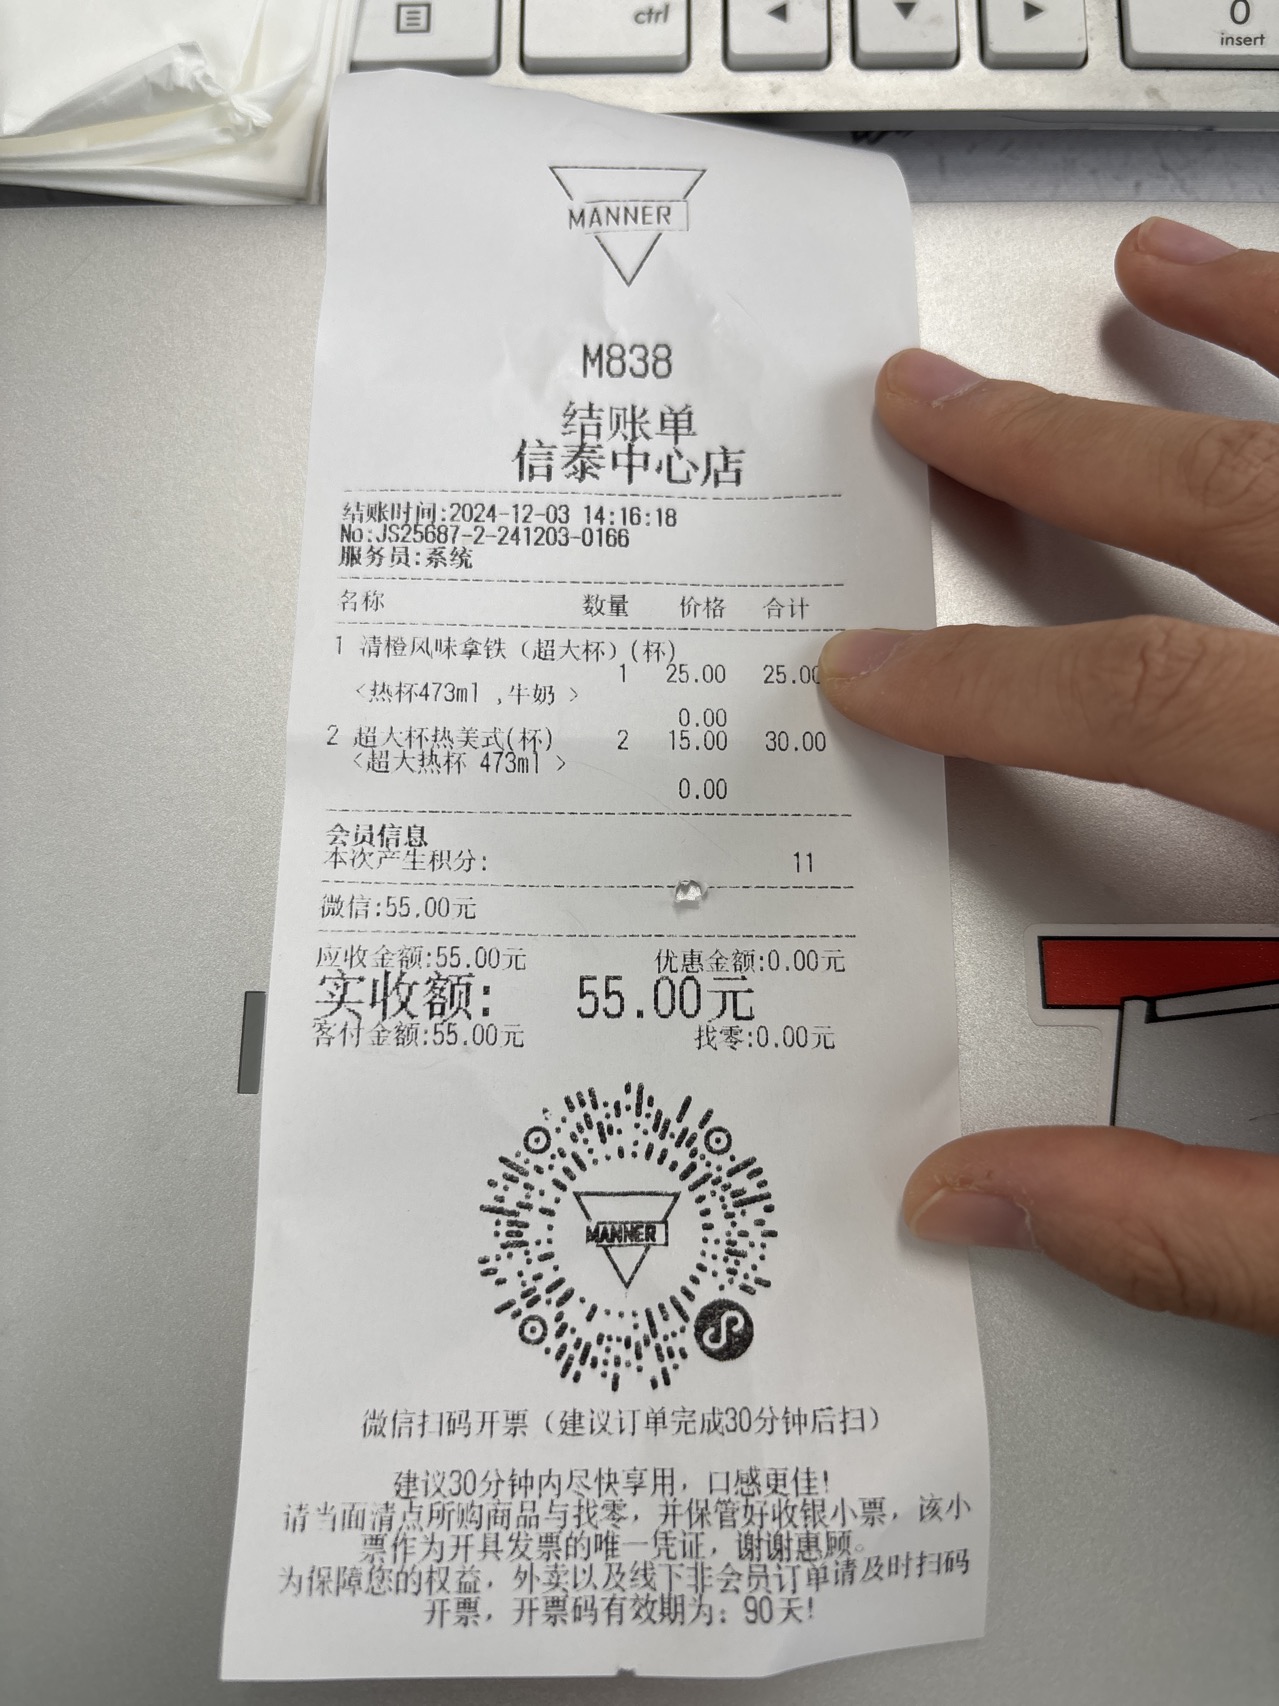 ctrl
◀
▼
▶
0
insert
MANNER
M838
结账单
信泰中心店
结账时间:2024-12-03 14:16:18
No:JS25687-2-241203-0166
服务员:系统
名称 数量 价格 合计
1 清橙风味拿铁（超大杯）(杯)
1 25.00 25.00
<热杯473ml ,牛奶 >
0.00
2 超大杯热美式(杯) 2 15.00 30.00
<超大热杯 473ml >
0.00
会员信息
本次产生积分: 11
微信:55.00元
应收金额:55.00元 优惠金额:0.00元
实收额: 55.00元
客付金额:55.00元 找零:0.00元
MANNER
微信扫码开票（建议订单完成30分钟后扫）
建议30分钟内尽快享用，口感更佳!
请当面清点所购商品与找零，并保管好收银小票，该小
票作为开具发票的唯一凭证，谢谢惠顾。
为保障您的权益，外卖以及线下非会员订单请及时扫码
开票，开票码有效期为: 90天!